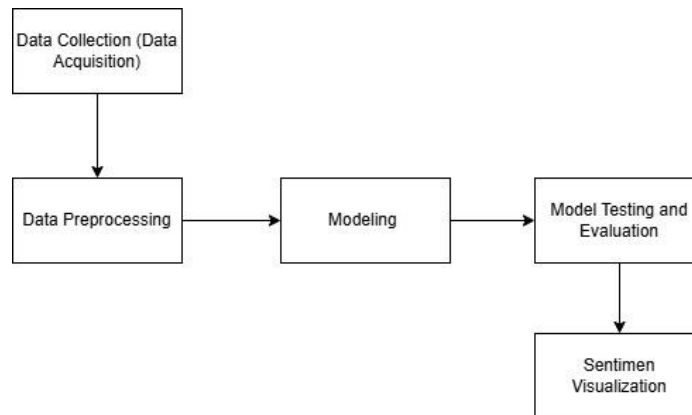 Data Collection (Data
Acquisition)
Data Preprocessing
Modeling
Model Testing and
Evaluation
Sentimen
Visualization